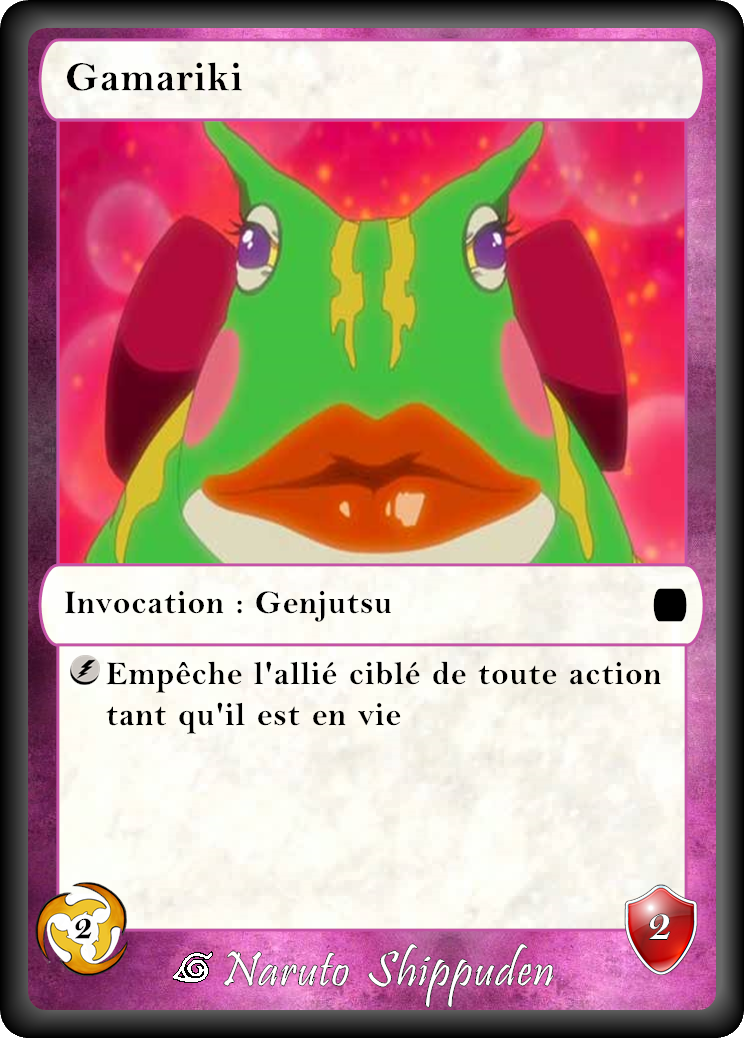 Gamariki
Invocation : Genjutsu
Empêche l'allié ciblé de toute action
tant qu'il est en vie
2
2
Naruto Shippuden